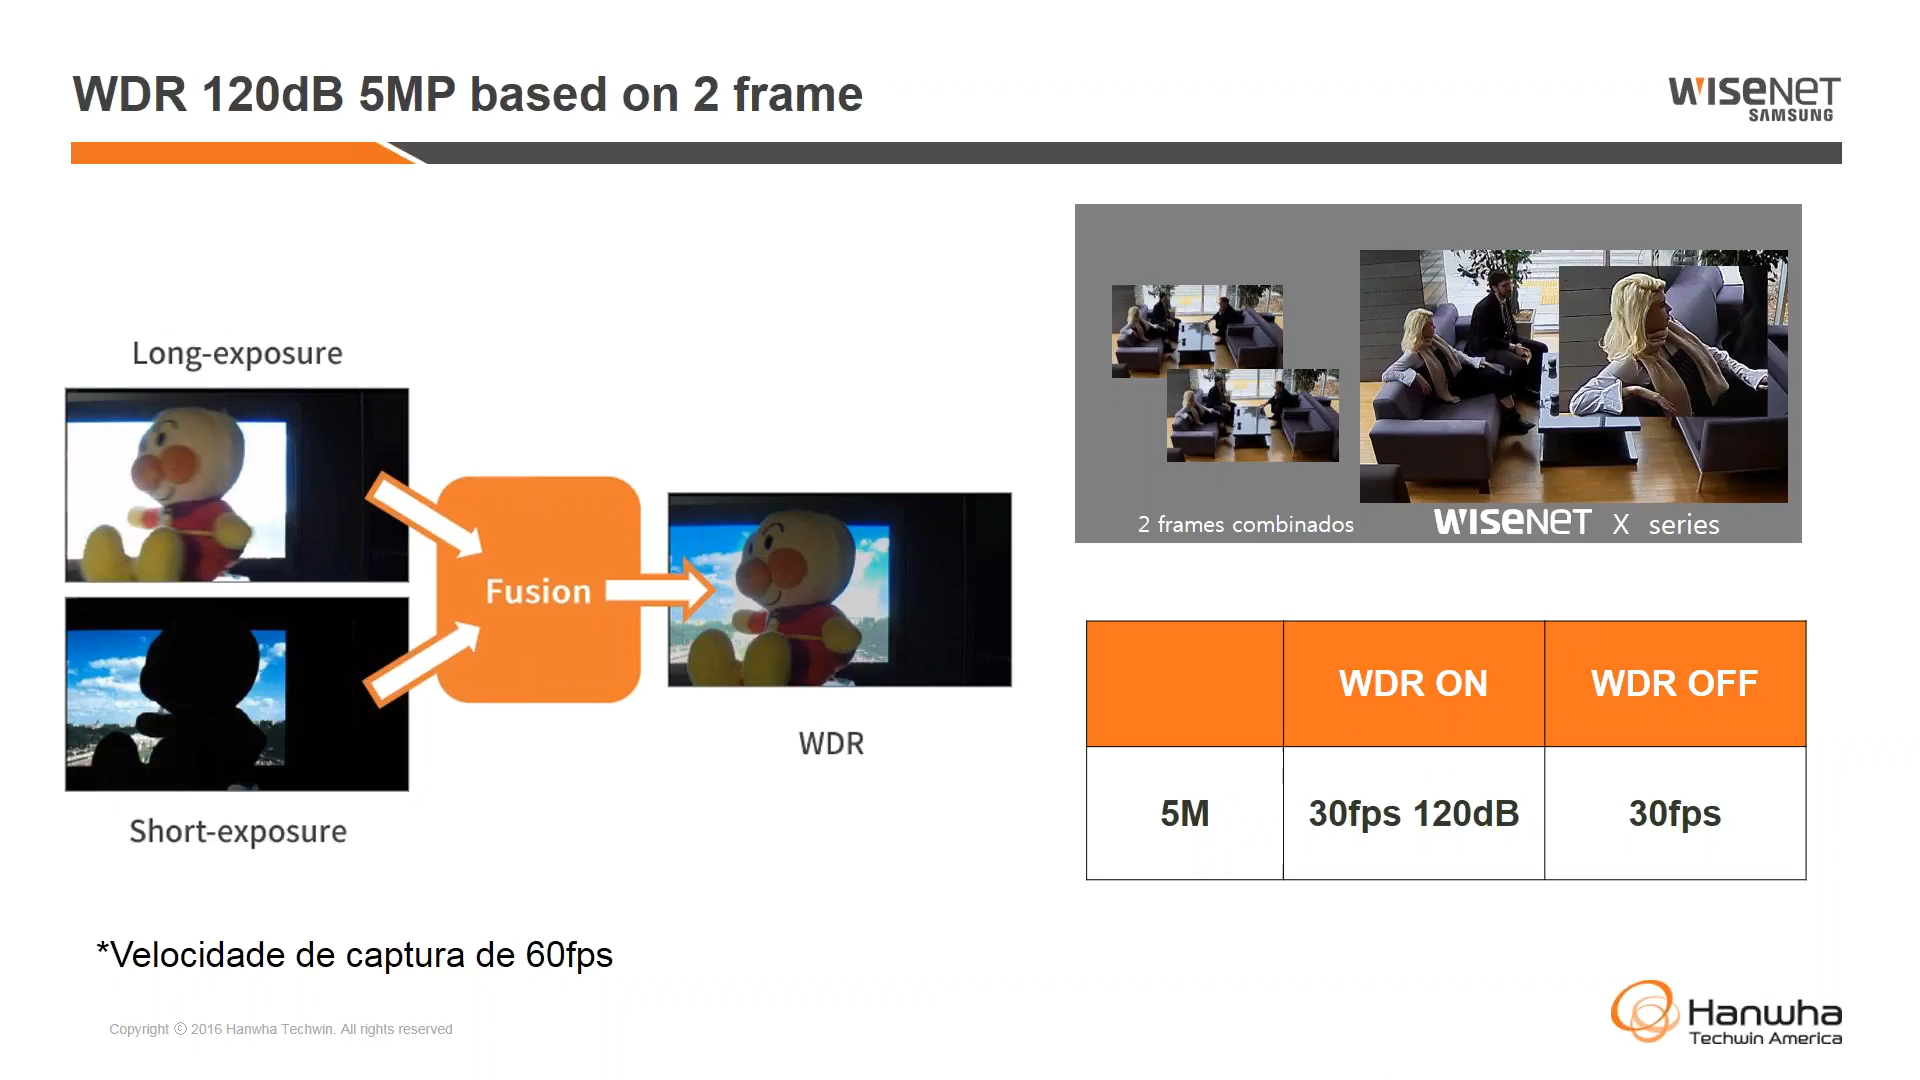 WDR 120dB 5MP based on 2 frame
WISENET
SAMSUNG
Long-exposure
Fusion
WDR
Short-exposure
2 frames combinados
WISENET X series
WDR ON WDR OFF
5M 30fps 120dB 30fps
*Velocidade de captura de 60fps
Copyright © 2016 Hanwha Techwin. All rights reserved
Hanwha
Techwin America